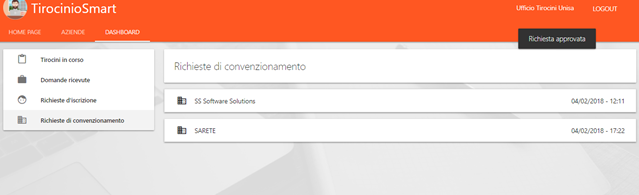 TirocinioSmart
Ufficio Tirocini Unisa
LOGOUT
HOME PAGE
AZIENDE
DASHBOARD
Richiesta approvata
Tirocini in corso
Domande ricevute
Richieste d'iscrizione
Richieste di convenzionamento
Richieste di convenzionamento
SS Software Solutions
04/02/2018 - 12:11
SARETE
04/02/2018 - 17:22